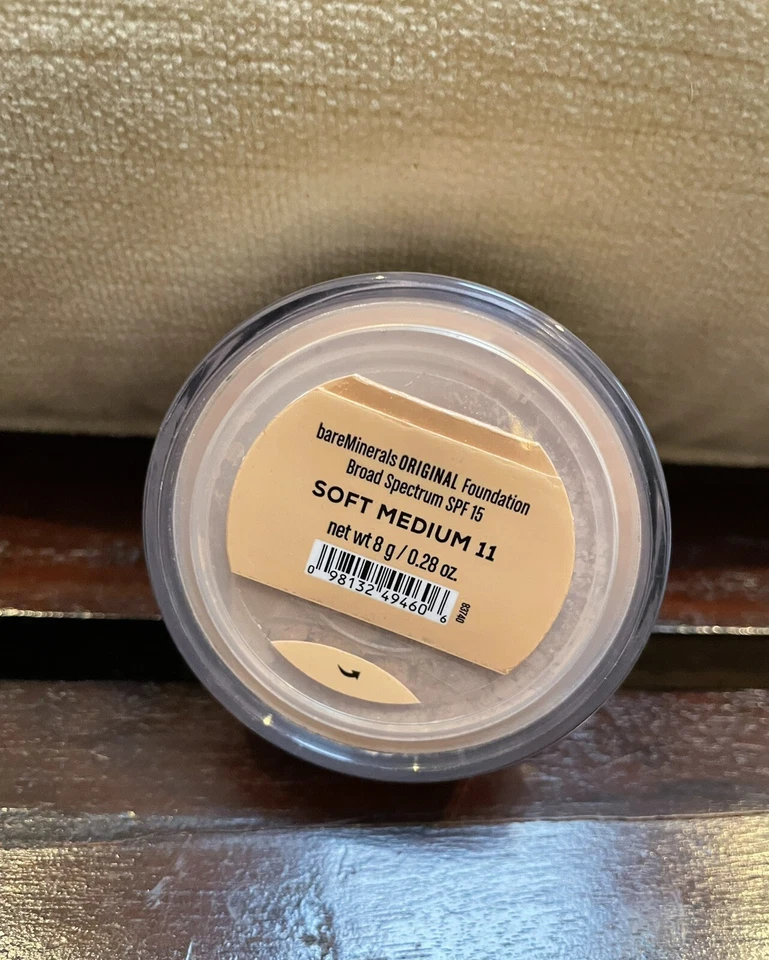 bareMinerals ORIGINAL Foundation
Broad Spectrum SPF 15
SOFT MEDIUM 11
net wt 8 g / 0.28 oz.
0 98132 49460 6
83740